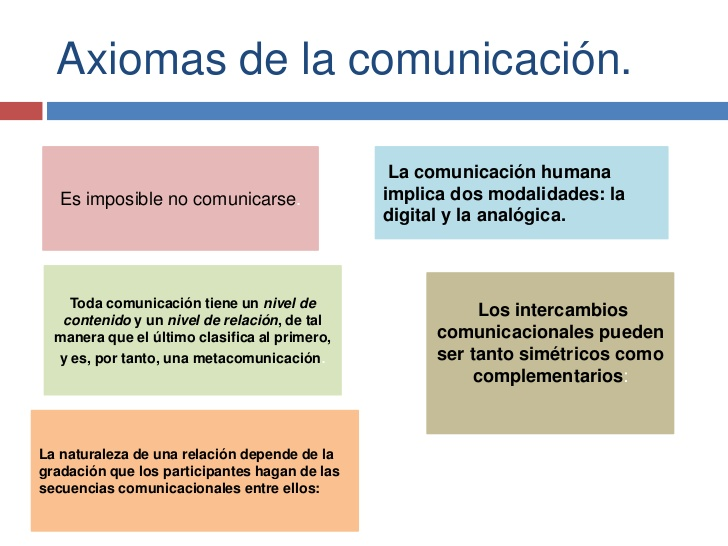 Axiomas de la comunicación.
Es imposible no comunicarse.
La comunicación humana
implica dos modalidades: la
digital y la analógica.
Toda comunicación tiene un nivel de
contenido y un nivel de relación, de tal
manera que el último clasifica al primero,
y es, por tanto, una metacomunicación.
Los intercambios
comunicacionales pueden
ser tanto simétricos como
complementarios:
La naturaleza de una relación depende de la
gradación que los participantes hagan de las
secuencias comunicacionales entre ellos: